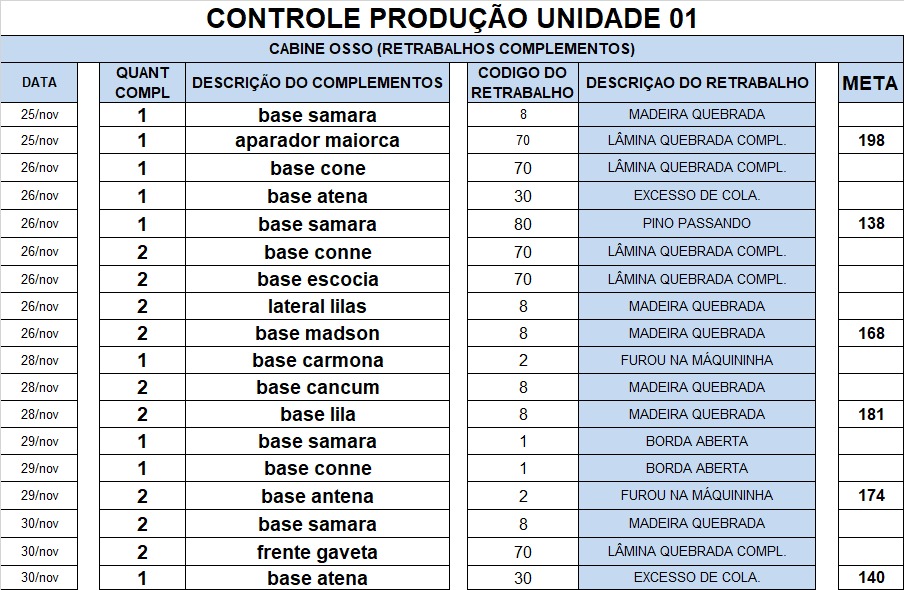 CONTROLE PRODUÇÃO UNIDADE 01
CABINE OSSO (RETRABALHOS COMPLEMENTOS)
DATA QUANT COMPL DESCRIÇÃO DO COMPLEMENTOS CODIGO DO RETRABALHO DESCRIÇAO DO RETRABALHO META
25/nov 1 base samara 8 MADEIRA QUEBRADA
25/nov 1 aparador maiorca 70 LÂMINA QUEBRADA COMPL. 198
26/nov 1 base cone 70 LÂMINA QUEBRADA COMPL.
26/nov 1 base atena 30 EXCESSO DE COLA.
26/nov 1 base samara 80 PINO PASSANDO 138
26/nov 2 base conne 70 LÂMINA QUEBRADA COMPL.
26/nov 2 base escocia 70 LÂMINA QUEBRADA COMPL.
26/nov 2 lateral lilas 8 MADEIRA QUEBRADA
26/nov 2 base madson 8 MADEIRA QUEBRADA 168
28/nov 1 base carmona 2 FUROU NA MÁQUININHA
28/nov 2 base cancum 8 MADEIRA QUEBRADA
28/nov 2 base lila 8 MADEIRA QUEBRADA 181
29/nov 1 base samara 1 BORDA ABERTA
29/nov 1 base conne 1 BORDA ABERTA
29/nov 2 base antena 2 FUROU NA MÁQUININHA 174
30/nov 2 base samara 8 MADEIRA QUEBRADA
30/nov 2 frente gaveta 70 LÂMINA QUEBRADA COMPL.
30/nov 1 base atena 30 EXCESSO DE COLA. 140